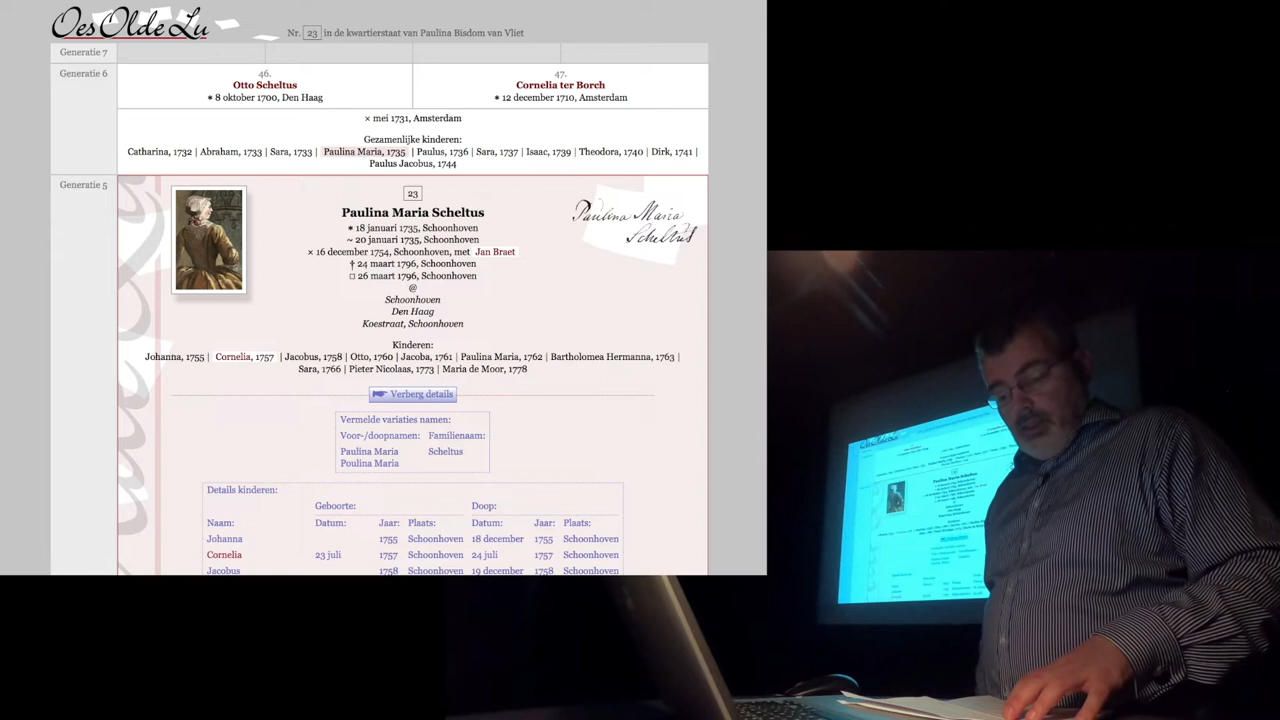 OesOldeLu
Nr. 23 in de kwartierstaat van Paulina Bisdom van Vliet
Generatie 7
Generatie 6
46.
Otto Scheltus
* 8 oktober 1700, Den Haag
47.
Cornelia ter Borch
* 12 december 1710, Amsterdam
× mei 1731, Amsterdam
Gezamenlijke kinderen:
Catharina, 1732 | Abraham, 1733 | Sara, 1733 | Paulina Maria, 1735 | Paulus, 1736 | Sara, 1737 | Isaac, 1739 | Theodora, 1740 | Dirk, 1741 |
Paulus Jacobus, 1744
Generatie 5
23
Paulina Maria Scheltus
* 18 januari 1735, Schoonhoven
~ 20 januari 1735, Schoonhoven
× 16 december 1754, Schoonhoven, met Jan Braet
† 24 maart 1796, Schoonhoven
□ 26 maart 1796, Schoonhoven
@
Schoonhoven
Den Haag
Koestraat, Schoonhoven
Paulina Maria
Scheltus
Kinderen:
Johanna, 1755 | Cornelia, 1757 | Jacobus, 1758 | Otto, 1760 | Jacoba, 1761 | Paulina Maria, 1762 | Bartholomea Hermanna, 1763 |
Sara, 1766 | Pieter Nicolaas, 1773 | Maria de Moor, 1778
Verberg details
Vermelde variaties namen:
Voor-/doopnamen: Familienaam:
Paulina Maria Scheltus
Poulina Maria
Details kinderen:
Geboorte: Doop:
Naam: Datum: Jaar: Plaats: Datum: Jaar: Plaats:
Johanna 1755 Schoonhoven 18 december 1755 Schoonhoven
Cornelia 23 juli 1757 Schoonhoven 24 juli 1757 Schoonhoven
Jacobus 1758 Schoonhoven 19 december 1758 Schoonhoven